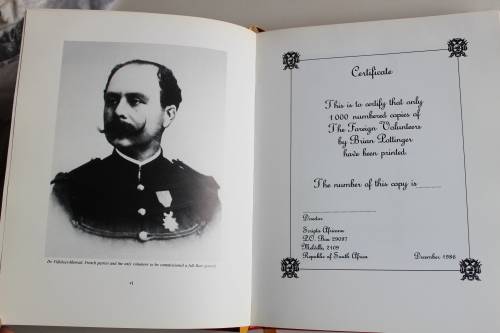 De Villebois-Mareuil. French patriot and the only volunteer to be commissioned a full Boer general.
vi
Certificate
This is to certify that only
1 000 numbered copies of
The Foreign Volunteers
by Brian Pottinger
have been printed
The number of this copy is
Director
Scripta Africana
P.O. Box 29097
Melville, 2109
Republic of South Africa
December 1986